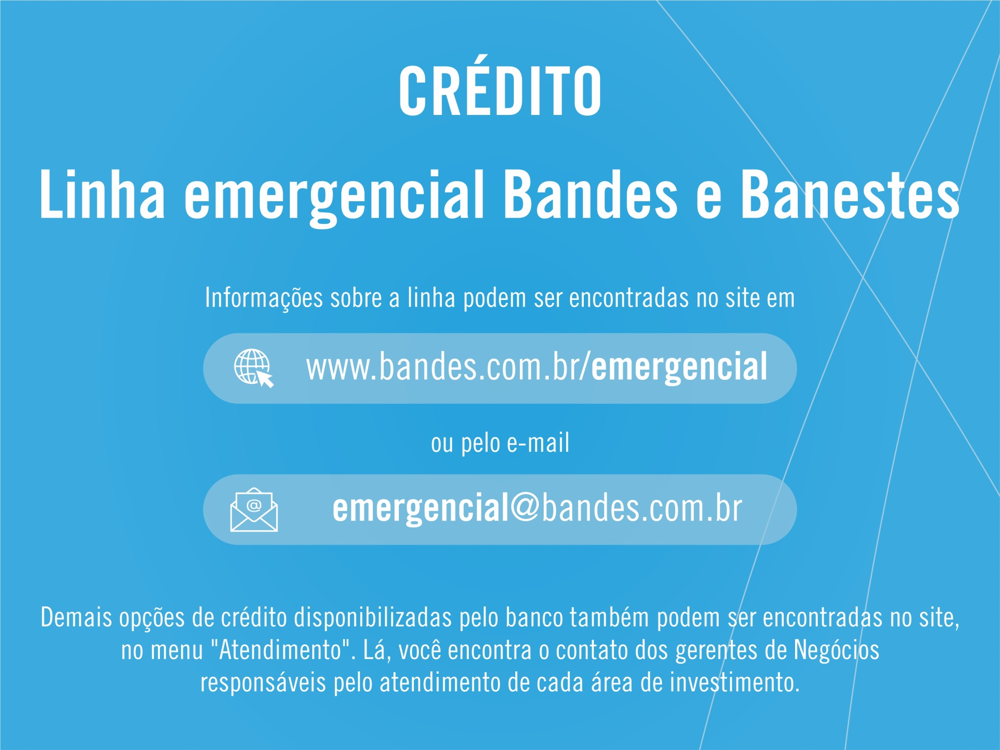 CRÉDITO
Linha emergencial Bandes e Banestes
Informações sobre a linha podem ser encontradas no site em
www.bandes.com.br/emergencial
ou pelo e-mail
@
emergencial@bandes.com.br
Demais opções de crédito disponibilizadas pelo banco também podem ser encontradas no site,
no menu "Atendimento". Lá, você encontra o contato dos gerentes de Negócios
responsáveis pelo atendimento de cada área de investimento.